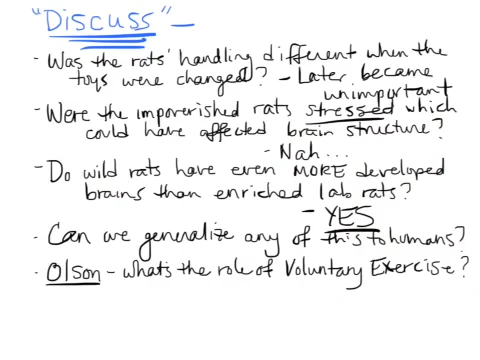 "Discuss" -
- Was the rats' handling different when the
toys were changed? - Later became
unimportant
- Were the impoverished rats stressed which
could have affected brain structure?
- Nah...
- Do wild rats have even MORE developed
brains than enriched lab rats?
- YES
- Can we generalize any of this to humans?
- Olson - what's the role of Voluntary Exercise?